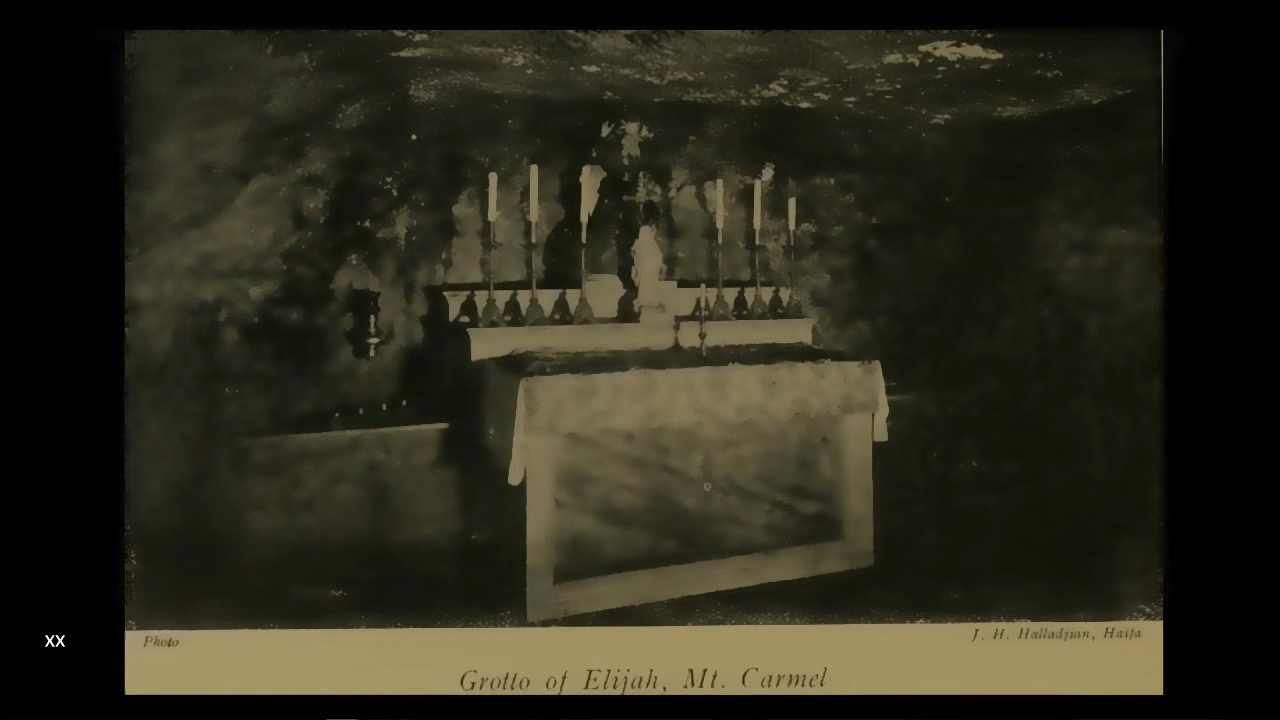 XX
Photo J. H. Halladjian, Haifa
Grotto of Elijah, Mt. Carmel